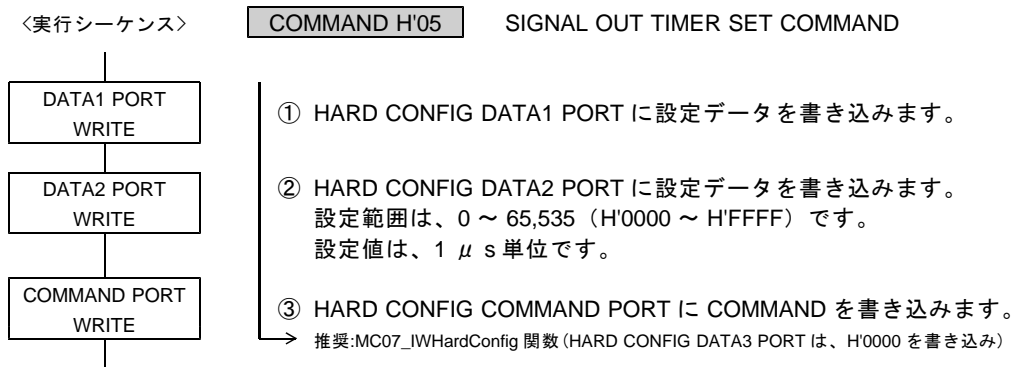 〈実行シーケンス〉 COMMAND H'05 SIGNAL OUT TIMER SET COMMAND
DATA1 PORT
WRITE
① HARD CONFIG DATA1 PORT に設定データを書き込みます。
DATA2 PORT
WRITE
② HARD CONFIG DATA2 PORT に設定データを書き込みます。
設定範囲は、0 ～ 65,535（H'0000 ～ H'FFFF）です。
設定値は、1 μ s 単位です。
COMMAND PORT
WRITE
③ HARD CONFIG COMMAND PORT に COMMAND を書き込みます。
推奨:MC07_IWHardConfig 関数(HARD CONFIG DATA3 PORT は、H'0000 を書き込み)